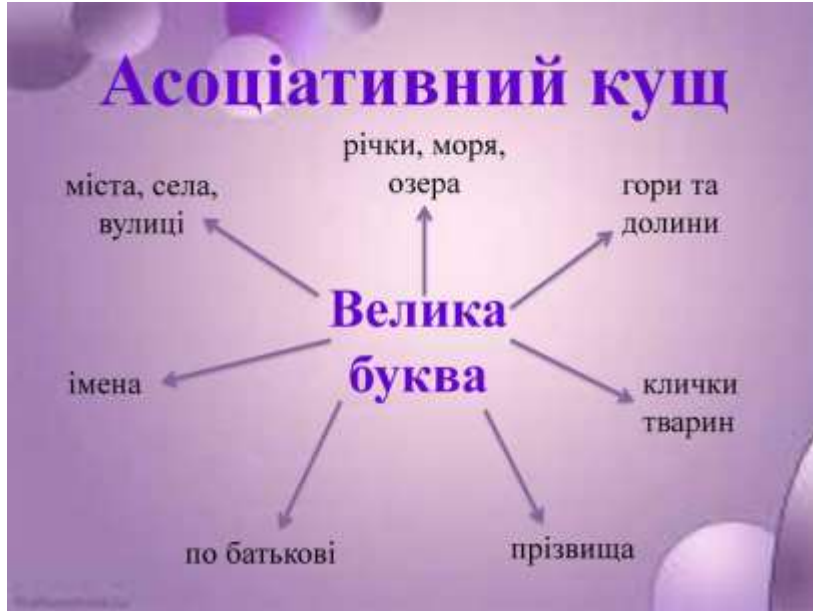 Асоціативний кущ
річки, моря,
озера
міста, села,
вулиці
гори та
долини
Велика
буква
імена
клички
тварин
по батькові
прізвища